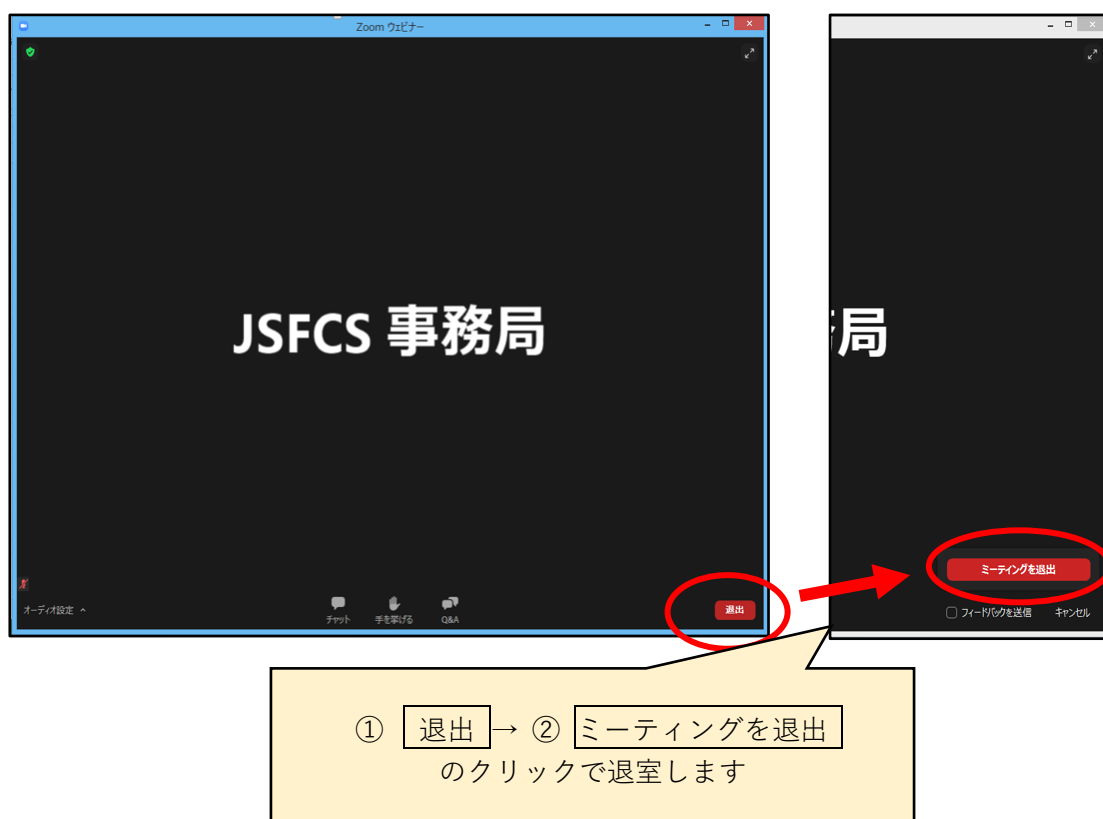 Zoom ウェビナー
JSFCS 事務局
オーディオ設定
チャット
手を挙げる
Q&A
退出
局
ミーティングを退出
フィードバックを送信 キャンセル
① 退出 → ② ミーティングを退出
のクリックで退室します